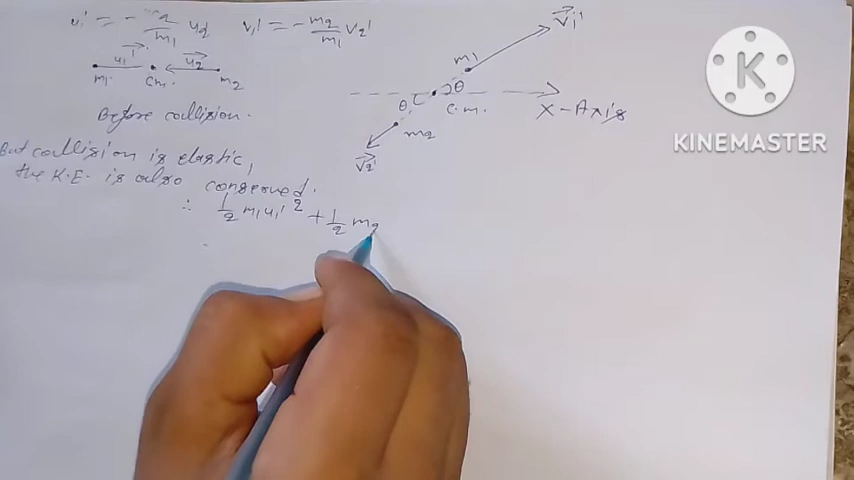 u₁' = - m₂/m₁ u₂' v₁' = - m₂/m₁ v₂'
u₁' u₂'
m₁ C.m. m₂
Before collision.
m₁ v₁'
θ θ
C.m. X-Axis
m₂
v₂'
But collision is elastic,
the K.E. is also conserved.
∴ 1/2 m₁u₁'² + 1/2 m₂
K
KINEMASTER